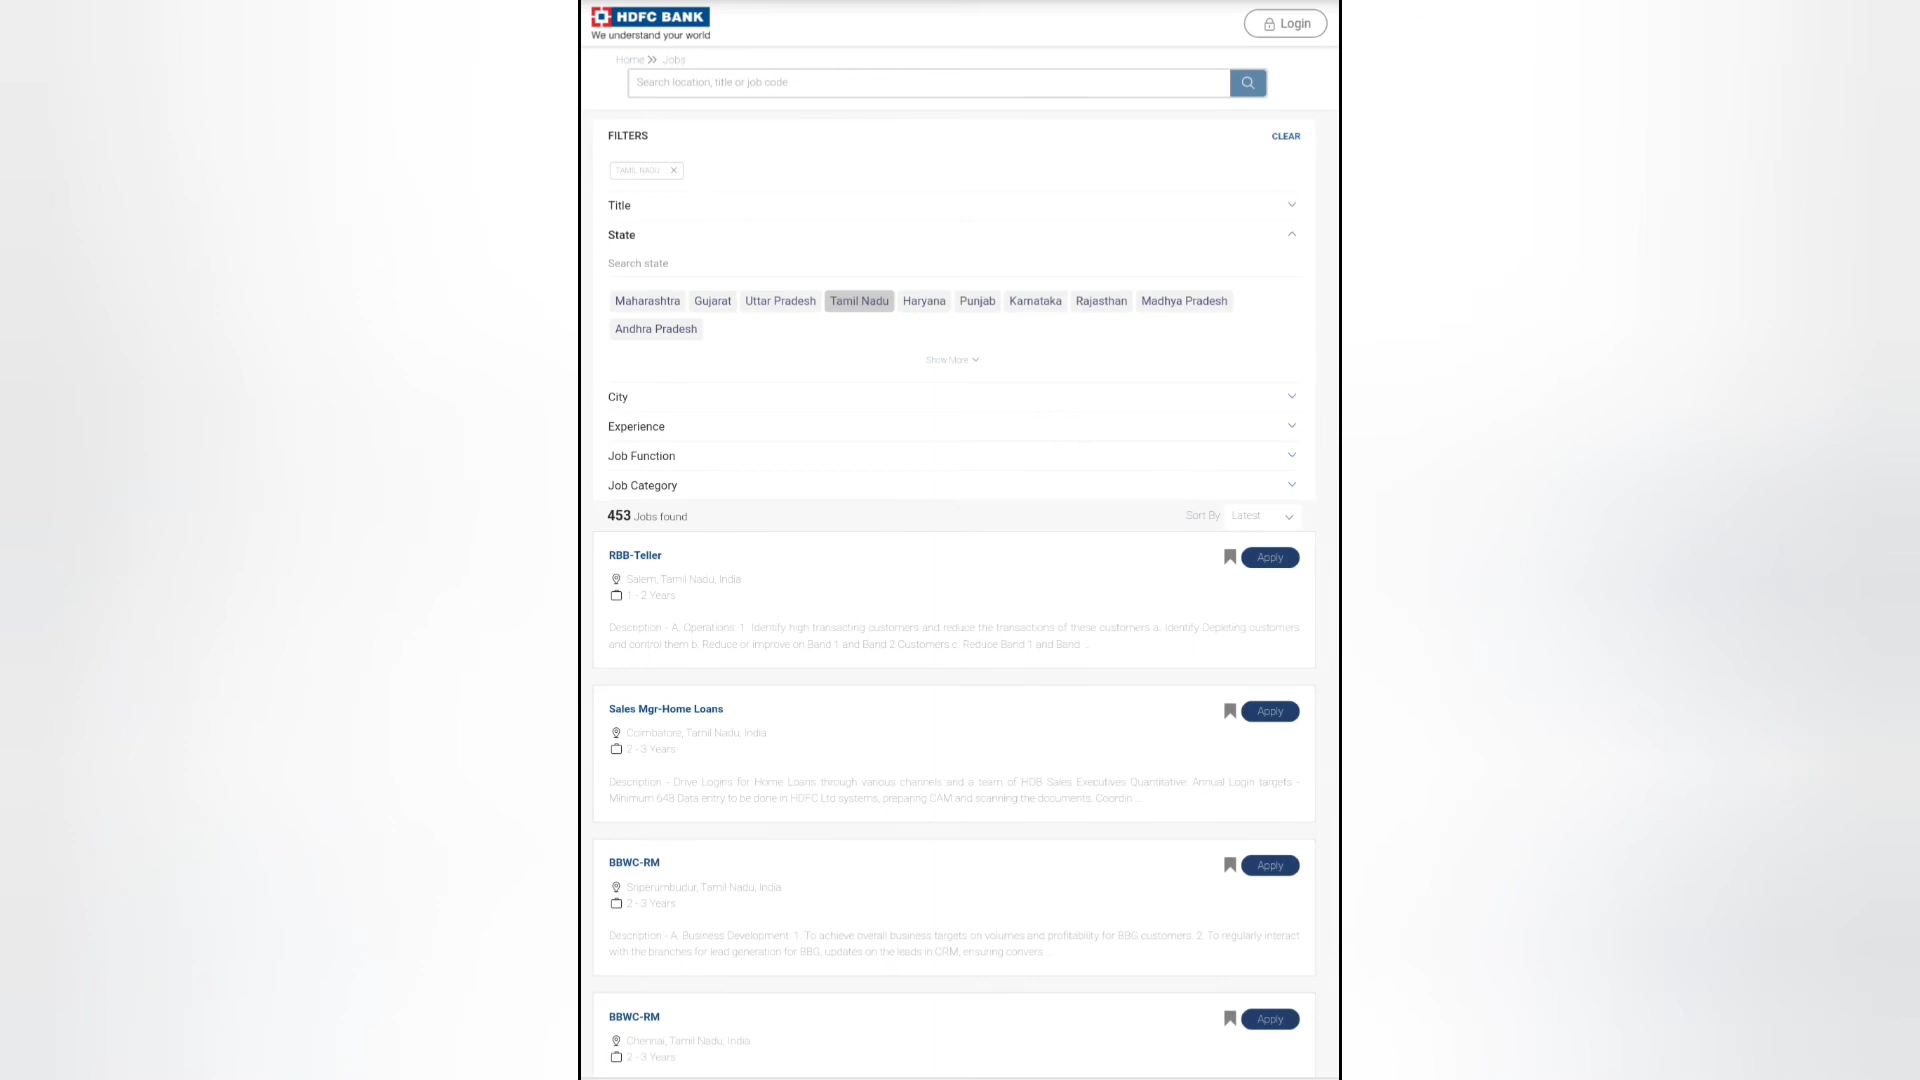 HDFC BANK
We understand your world
Login
Home >> Jobs
Search location, title or job code
FILTERS
CLEAR
TAMIL NADU ×
Title
State
Search state
Maharashtra Gujarat Uttar Pradesh Tamil Nadu Haryana Punjab Karnataka Rajasthan Madhya Pradesh
Andhra Pradesh
Show More
City
Experience
Job Function
Job Category
453 Jobs found
Sort By Latest
RBB-Teller
Apply
Salem, Tamil Nadu, India
1 - 2 Years
Description - A. Operations: 1. Identify high transacting customers and reduce the transactions of these customers a. Identify Depleting customers
and control them b. Reduce or improve on Band 1 and Band 2 Customers c. Reduce Band 1 and Band ...
Sales Mgr-Home Loans
Apply
Coimbatore, Tamil Nadu, India
2 - 3 Years
Description - Drive Logins for Home Loans through various channels and a team of HDB Sales Executives Quantitative: Annual Login targets -
Minimum 648 Data entry to be done in HDFC Ltd systems, preparing CAM and scanning the documents. Coordin ...
BBWC-RM
Apply
Sriperumbudur, Tamil Nadu, India
2 - 3 Years
Description - A. Business Development: 1. To achieve overall business targets on volumes and profitability for BBG customers. 2. To regularly interact
with the branches for lead generation for BBG, updates on the leads in CRM, ensuring convers ...
BBWC-RM
Apply
Chennai, Tamil Nadu, India
2 - 3 Years